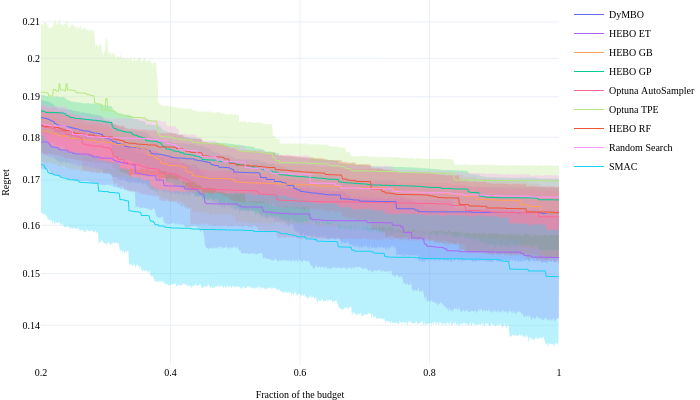 0.21
0.2
0.19
0.18
0.17
0.16
0.15
0.14
Regret
0.2 0.4 0.6 0.8 1
Fraction of the budget
DyMBO
HEBO ET
HEBO GB
HEBO GP
Optuna AutoSampler
Optuna TPE
HEBO RF
Random Search
SMAC